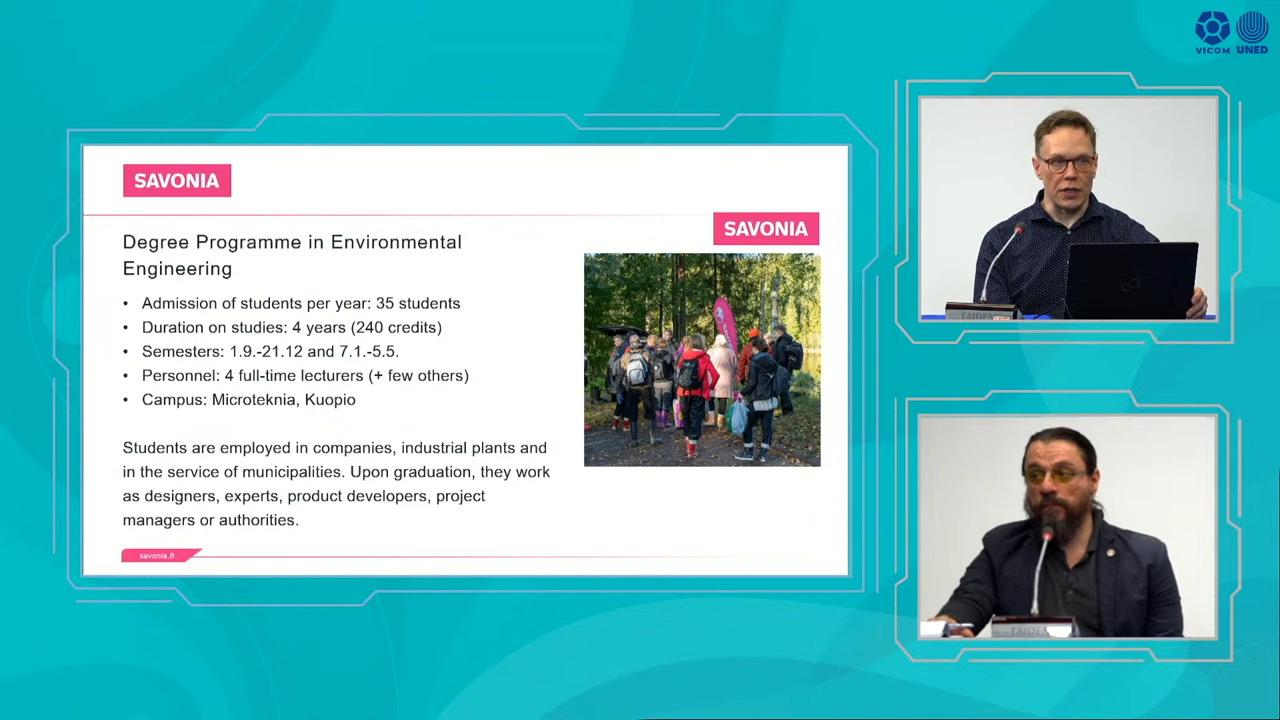 VICOM UNED
SAVONIA
SAVONIA
Degree Programme in Environmental
Engineering
• Admission of students per year: 35 students
• Duration on studies: 4 years (240 credits)
• Semesters: 1.9.-21.12 and 7.1.-5.5.
• Personnel: 4 full-time lecturers (+ few others)
• Campus: Microteknia, Kuopio
Students are employed in companies, industrial plants and
in the service of municipalities. Upon graduation, they work
as designers, experts, product developers, project
managers or authorities.
savonia.fi
TAIDEN
TAIDEN